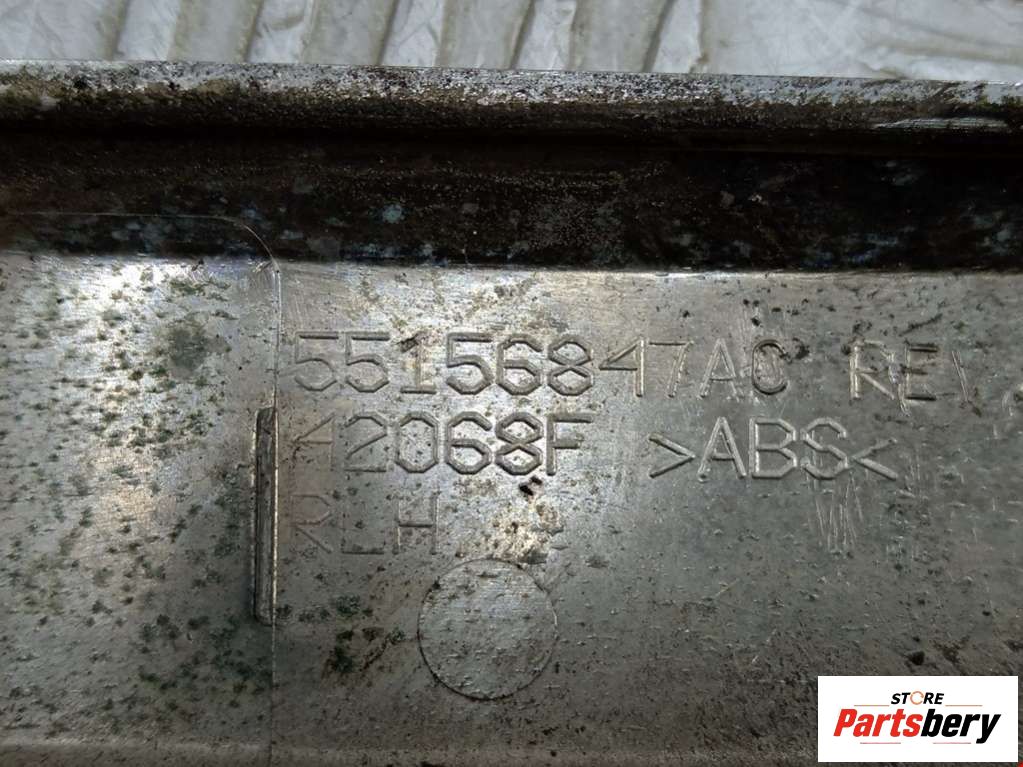 55156847AC REV
42068F >ABS<
RLH
STORE
Partsbery